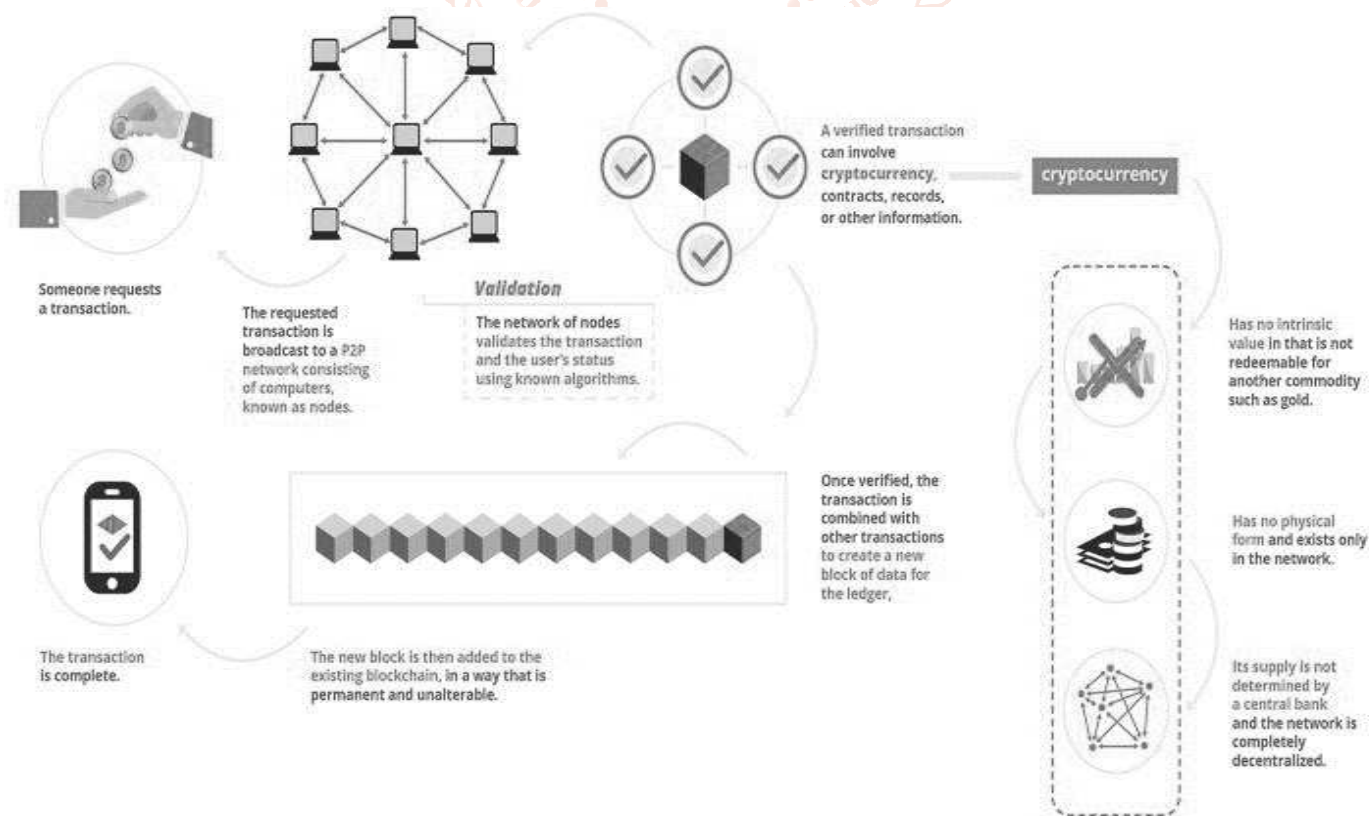 Someone requests
a transaction.
The requested
transaction is
broadcast to a P2P
network consisting
of computers,
known as nodes.
Validation
The network of nodes
validates the transaction
and the user's status
using known algorithms.
A verified transaction
can involve
cryptocurrency,
contracts, records,
or other information.
cryptocurrency
Has no intrinsic
value in that is not
redeemable for
another commodity
such as gold.
Has no physical
form and exists only
in the network.
Its supply is not
determined by
a central bank
and the network is
completely
decentralized.
Once verified, the
transaction is
combined with
other transactions
to create a new
block of data for
the ledger,
The new block is then added to the
existing blockchain, in a way that is
permanent and unalterable.
The transaction
is complete.